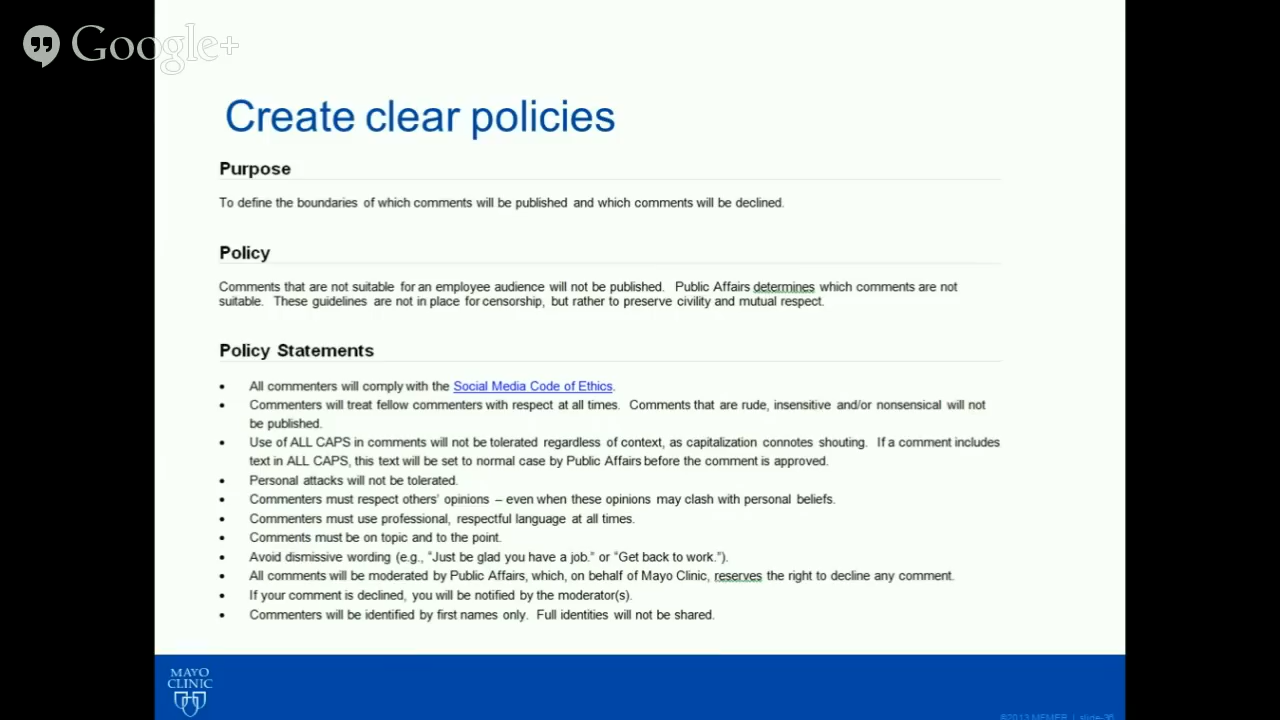 Google+
Create clear policies
Purpose
To define the boundaries of which comments will be published and which comments will be declined.
Policy
Comments that are not suitable for an employee audience will not be published. Public Affairs determines which comments are not
suitable. These guidelines are not in place for censorship, but rather to preserve civility and mutual respect.
Policy Statements
• All commenters will comply with the Social Media Code of Ethics.
• Commenters will treat fellow commenters with respect at all times. Comments that are rude, insensitive and/or nonsensical will not
be published.
• Use of ALL CAPS in comments will not be tolerated regardless of context, as capitalization connotes shouting. If a comment includes
text in ALL CAPS, this text will be set to normal case by Public Affairs before the comment is approved.
• Personal attacks will not be tolerated.
• Commenters must respect others' opinions – even when these opinions may clash with personal beliefs.
• Commenters must use professional, respectful language at all times.
• Comments must be on topic and to the point.
• Avoid dismissive wording (e.g., “Just be glad you have a job.” or “Get back to work.”).
• All comments will be moderated by Public Affairs, which, on behalf of Mayo Clinic, reserves the right to decline any comment.
• If your comment is declined, you will be notified by the moderator(s).
• Commenters will be identified by first names only. Full identities will not be shared.
MAYO
CLINIC
©2013 MFMER | slide-36